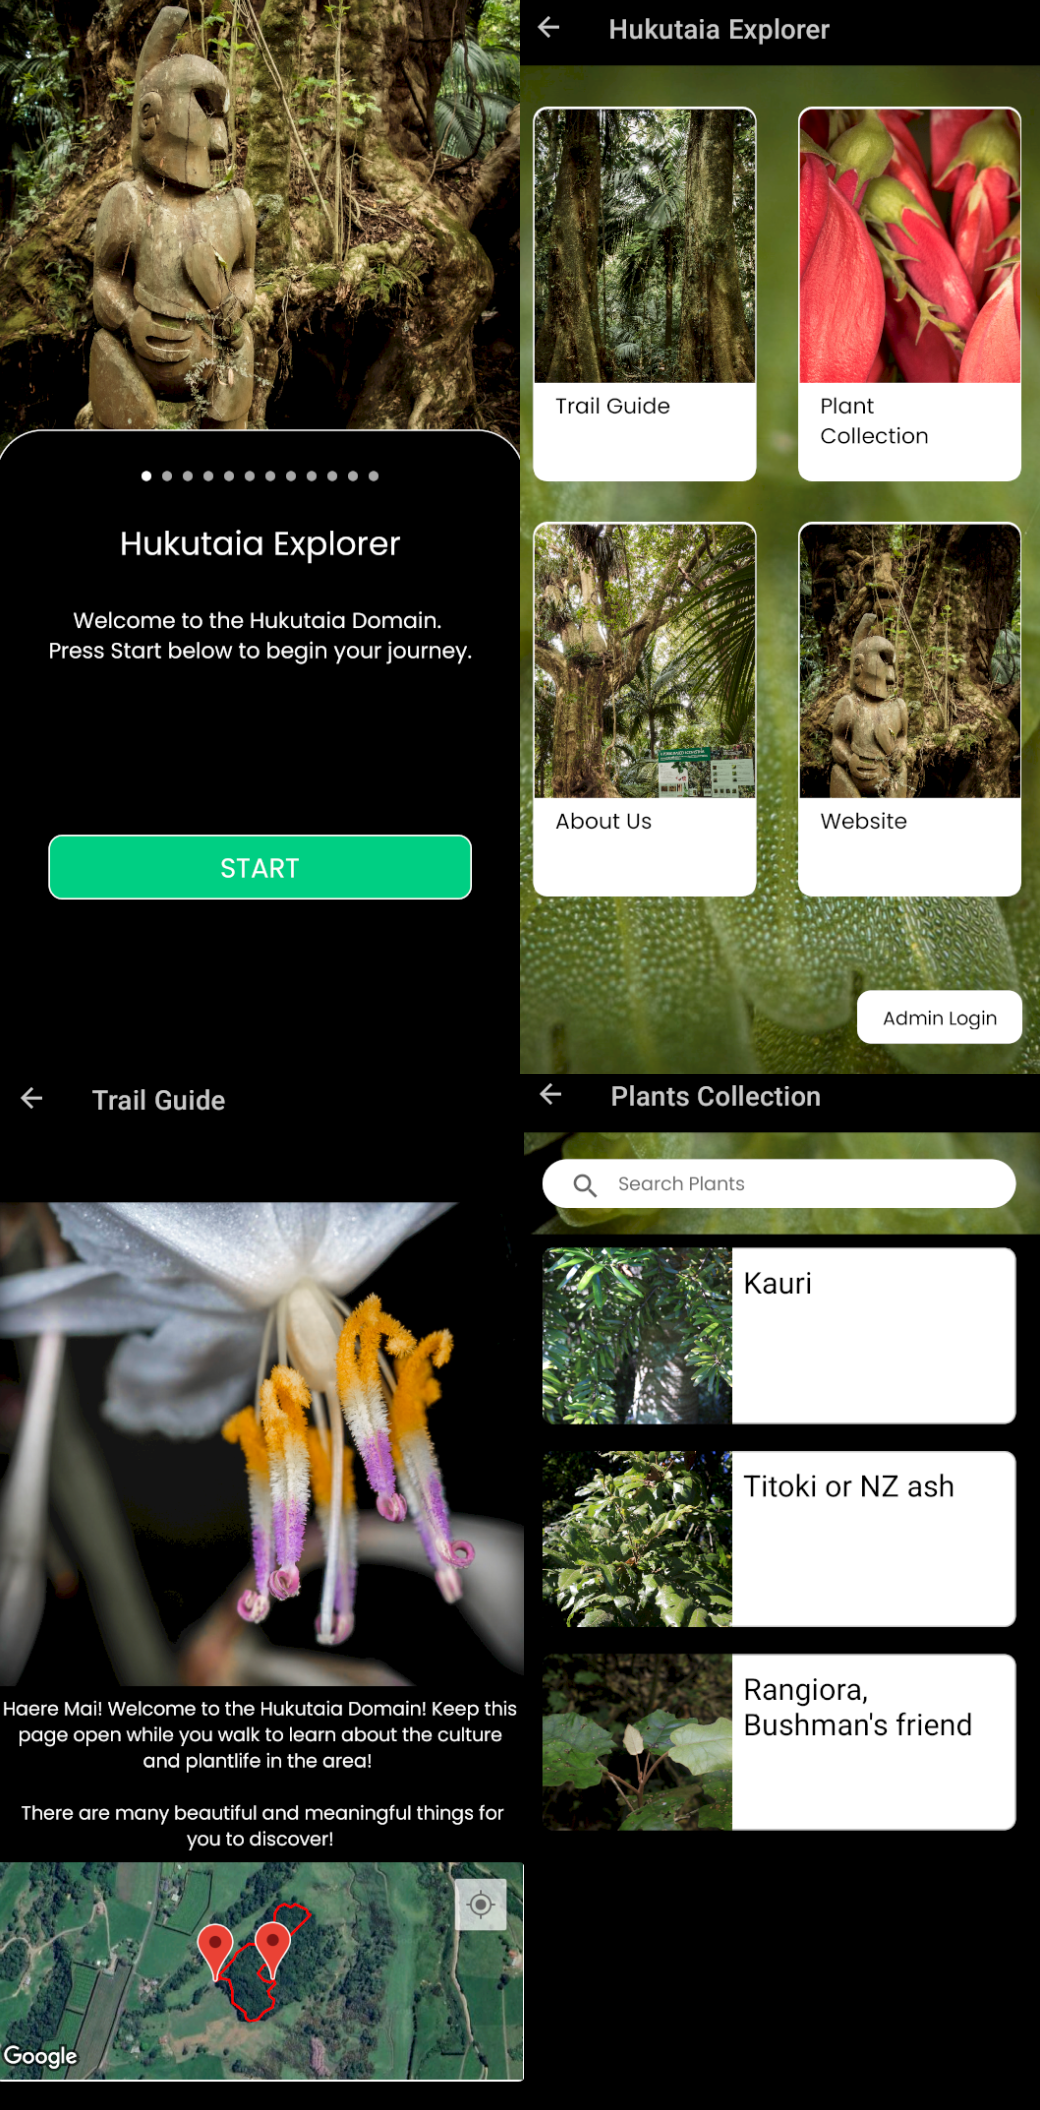 Hukutaia Explorer
Welcome to the Hukutaia Domain.
Press Start below to begin your journey.
START
Hukutaia Explorer
Trail Guide
Plant
Collection
About Us
Website
Admin Login
Trail Guide
Haere Mai! Welcome to the Hukutaia Domain! Keep this
page open while you walk to learn about the culture
and plantlife in the area!
There are many beautiful and meaningful things for
you to discover!
Google
Plants Collection
Search Plants
Kauri
Titoki or NZ ash
Rangiora,
Bushman's friend